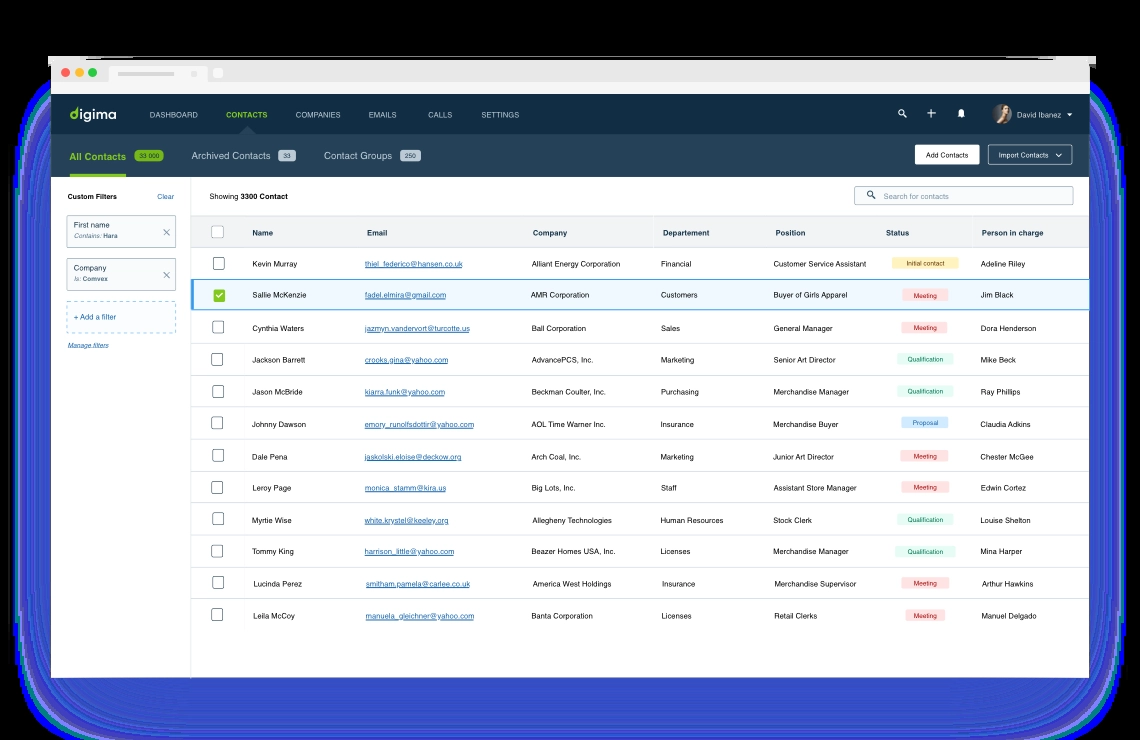 digima DASHBOARD CONTACTS COMPANIES EMAILS CALLS SETTINGS David Ibanez
All Contacts 33 000 Archived Contacts 33 Contact Groups 250 Add Contacts Import Contacts
Custom Filters Clear
First name
Contains: Hara
Company
Is: Comvex
+ Add a filter
Manage filters
Showing 3300 Contact Search for contacts
Name Email Company Departement Position Status Person in charge
Kevin Murray thiel_federico@hansen.co.uk Alliant Energy Corporation Financial Customer Service Assistant Initial contact Adeline Riley
Sallie McKenzie fadel.elmira@gmail.com AMR Corporation Customers Buyer of Girls Apparel Meeting Jim Black
Cynthia Waters jazmyn.vandervort@turcotte.us Ball Corporation Sales General Manager Meeting Dora Henderson
Jackson Barrett crooks.gina@yahoo.com AdvancePCS, Inc. Marketing Senior Art Director Qualification Mike Beck
Jason McBride kiarra.funk@yahoo.com Beckman Coulter, Inc. Purchasing Merchandise Manager Qualification Ray Phillips
Johnny Dawson emory_runolfsdottir@yahoo.com AOL Time Warner Inc. Insurance Merchandise Buyer Proposal Claudia Adkins
Dale Pena jaskolski.eloise@deckow.org Arch Coal, Inc. Marketing Junior Art Director Meeting Chester McGee
Leroy Page monica_stamm@kira.us Big Lots, Inc. Staff Assistant Store Manager Meeting Edwin Cortez
Myrtie Wise white.krystel@keeley.org Allegheny Technologies Human Resources Stock Clerk Qualification Louise Shelton
Tommy King harrison_little@yahoo.com Beazer Homes USA, Inc. Licenses Merchandise Manager Qualification Mina Harper
Lucinda Perez smitham.pamela@carlee.co.uk America West Holdings Insurance Merchandise Supervisor Meeting Arthur Hawkins
Leila McCoy manuela_gleichner@yahoo.com Banta Corporation Licenses Retail Clerks Meeting Manuel Delgado